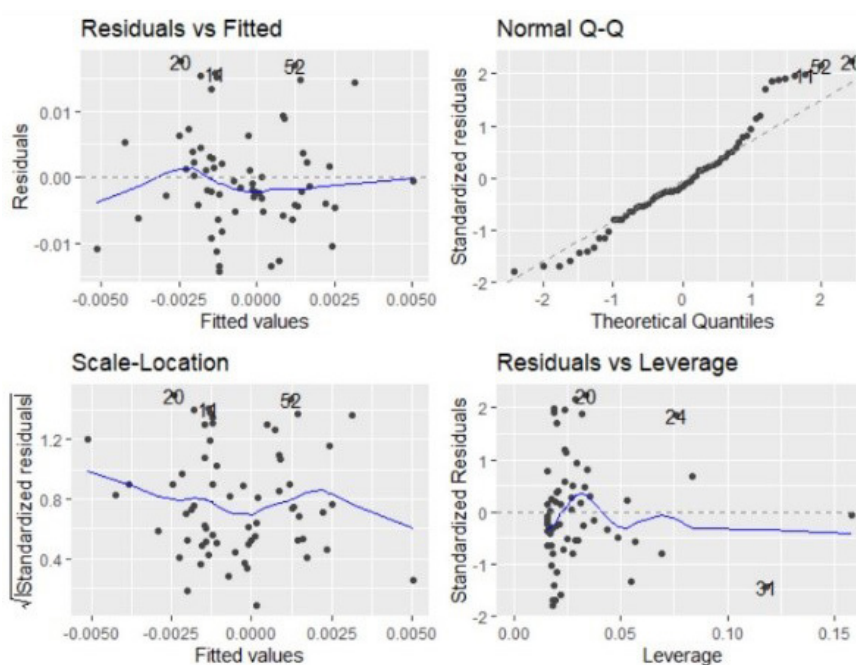 Residuals vs Fitted
20
11
52
0.01
0.00
-0.01
Residuals
-0.0050 -0.0025 0.0000 0.0025 0.0050
Fitted values
Normal Q-Q
11
52
20
2
1
0
-1
-2
Standardized residuals
-2 -1 0 1 2
Theoretical Quantiles
Scale-Location
20
11
52
1.2
0.8
0.4
√|Standardized residuals|
-0.0050 -0.0025 0.0000 0.0025 0.0050
Fitted values
Residuals vs Leverage
20
24
31
2
1
0
-1
-2
Standardized Residuals
0.00 0.05 0.10 0.15
Leverage